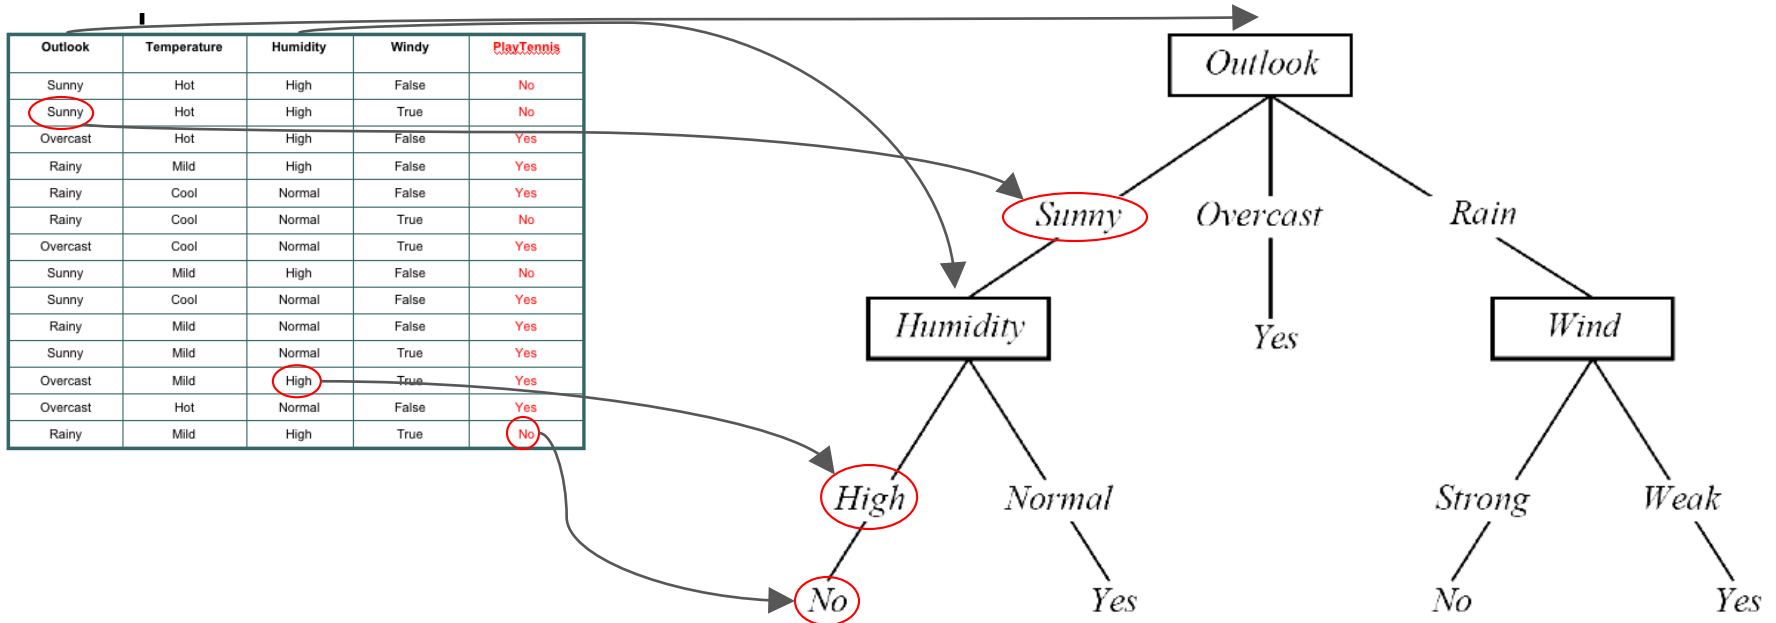 Outlook Temperature Humidity Windy PlayTennis
Sunny Hot High False No
Sunny Hot High True No
Overcast Hot High False Yes
Rainy Mild High False Yes
Rainy Cool Normal False Yes
Rainy Cool Normal True No
Overcast Cool Normal True Yes
Sunny Mild High False No
Sunny Cool Normal False Yes
Rainy Mild Normal False Yes
Sunny Mild Normal True Yes
Overcast Mild High True Yes
Overcast Hot Normal False Yes
Rainy Mild High True No
Outlook
Sunny Overcast Rain
Humidity Yes Wind
High Normal Strong Weak
No Yes No Yes